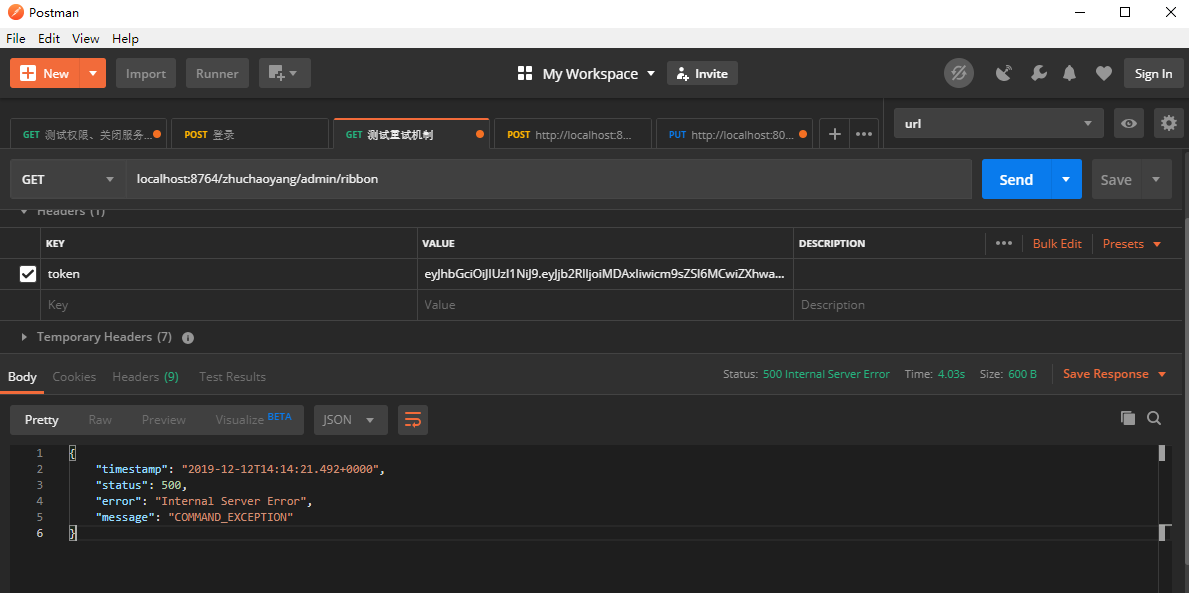 Postman
File Edit View Help
New Import Runner My Workspace Invite Sign In
GET 测试权限、关闭服务... POST 登录 GET 测试重试机制 POST http://localhost:8... PUT http://localhost:80... url
GET localhost:8764/zhuchaoyang/admin/ribbon Send Save
Headers (1)
KEY VALUE DESCRIPTION Bulk Edit Presets
token eyJhbGciOiJIUzI1NiJ9.eyJjb2RlIjoiMDAxIiwicm9sZSI6MCwiZXhwa...
Key Value Description
Temporary Headers (7)
Body Cookies Headers (9) Test Results Status: 500 Internal Server Error Time: 4.03s Size: 600 B Save Response
Pretty Raw Preview Visualize BETA JSON
1 {
2 "timestamp": "2019-12-12T14:14:21.492+0000",
3 "status": 500,
4 "error": "Internal Server Error",
5 "message": "COMMAND_EXCEPTION"
6 }